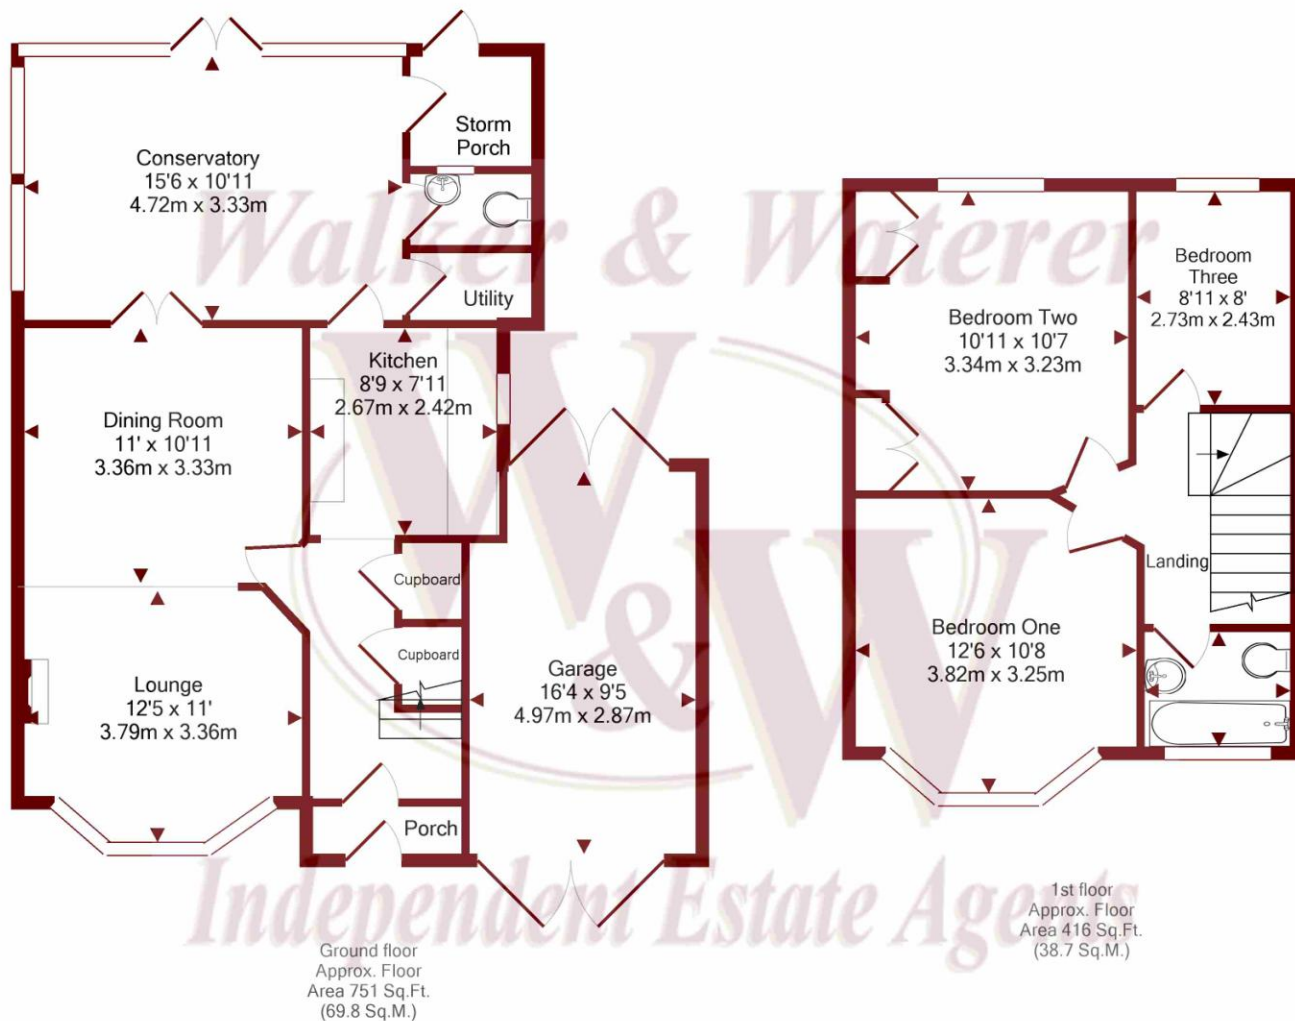 Conservatory
15'6 x 10'11
4.72m x 3.33m
Storm
Porch
Utility
Kitchen
8'9 x 7'11
2.67m x 2.42m
Dining Room
11' x 10'11
3.36m x 3.33m
Cupboard
Cupboard
Lounge
12'5 x 11'
3.79m x 3.36m
Garage
16'4 x 9'5
4.97m x 2.87m
Porch
Ground floor
Approx. Floor
Area 751 Sq.Ft.
(69.8 Sq.M.)
Bedroom Two
10'11 x 10'7
3.34m x 3.23m
Bedroom
Three
8'11 x 8'
2.73m x 2.43m
Landing
Bedroom One
12'6 x 10'8
3.82m x 3.25m
1st floor
Approx. Floor
Area 416 Sq.Ft.
(38.7 Sq.M.)
Walker & Waterer
W&W
Independent Estate Agents